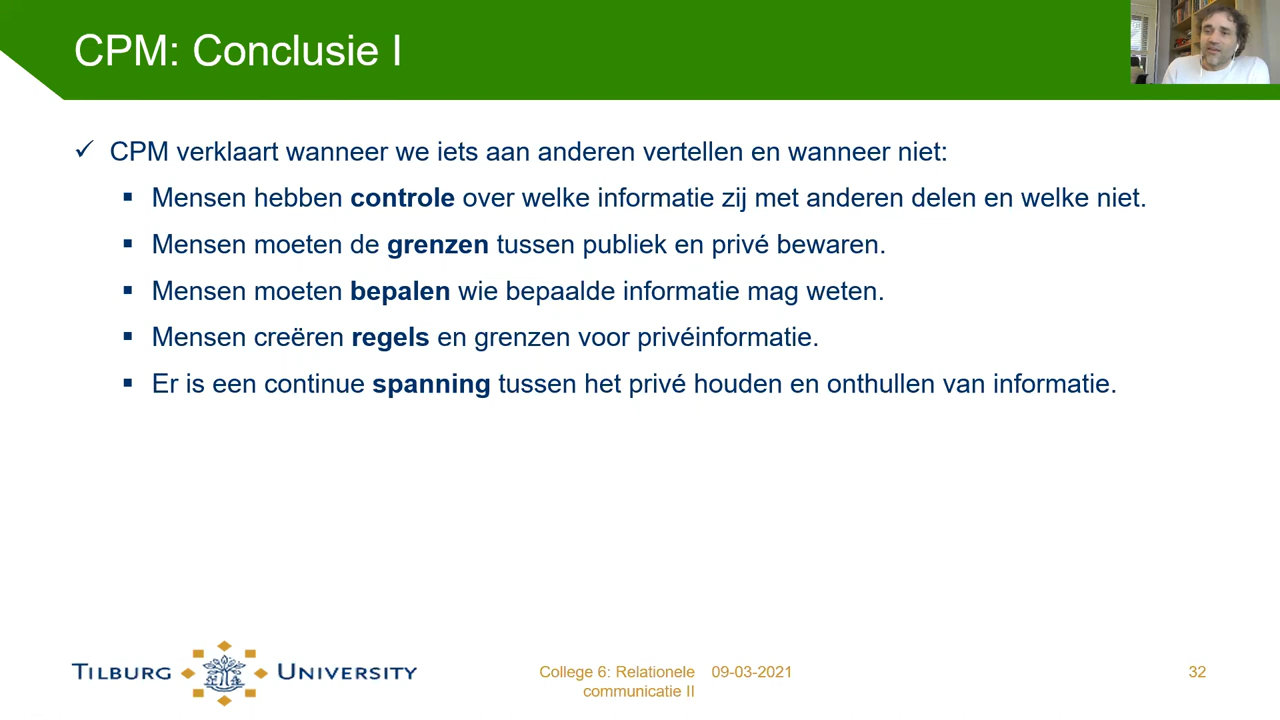 CPM: Conclusie I
✓ CPM verklaart wanneer we iets aan anderen vertellen en wanneer niet:
▪ Mensen hebben controle over welke informatie zij met anderen delen en welke niet.
▪ Mensen moeten de grenzen tussen publiek en privé bewaren.
▪ Mensen moeten bepalen wie bepaalde informatie mag weten.
▪ Mensen creëren regels en grenzen voor privéinformatie.
▪ Er is een continue spanning tussen het privé houden en onthullen van informatie.
TILBURG UNIVERSITY
College 6: Relationele 09-03-2021
communicatie II
32